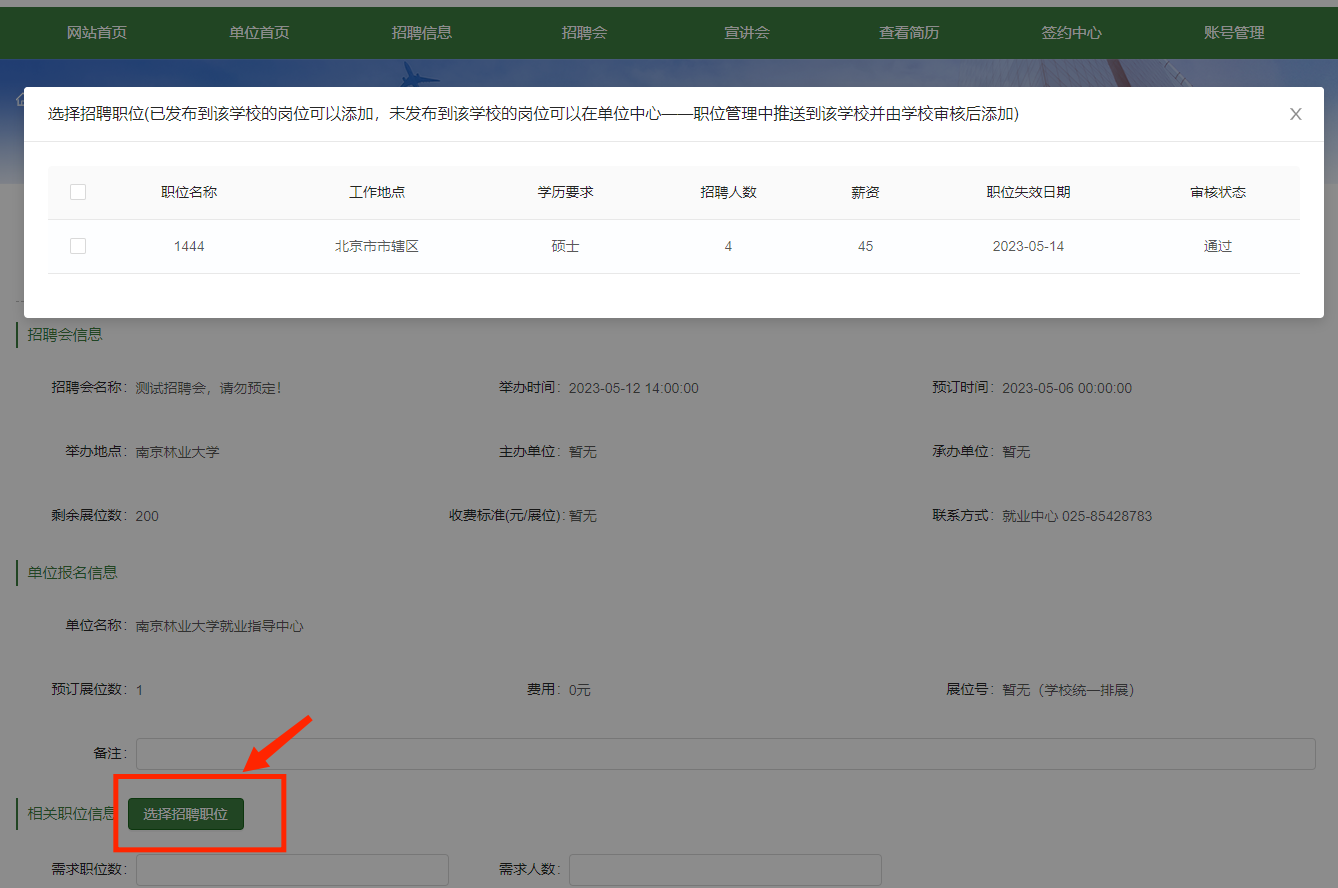 网站首页 单位首页 招聘信息 招聘会 宣讲会 查看简历 签约中心 账号管理
选择招聘职位(已发布到该学校的岗位可以添加，未发布到该学校的岗位可以在单位中心——职位管理中推送到该学校并由学校审核后添加)
职位名称 工作地点 学历要求 招聘人数 薪资 职位失效日期 审核状态
1444 北京市市辖区 硕士 4 45 2023-05-14 通过
招聘会信息
招聘会名称: 测试招聘会，请勿预定! 举办时间: 2023-05-12 14:00:00 预订时间: 2023-05-06 00:00:00
举办地点: 南京林业大学 主办单位: 暂无 承办单位: 暂无
剩余展位数: 200 收费标准(元/展位): 暂无 联系方式: 就业中心 025-85428783
单位报名信息
单位名称: 南京林业大学就业指导中心
预订展位数: 1 费用: 0元 展位号: 暂无（学校统一排展）
备注:
相关职位信息 选择招聘职位
需求职位数: 需求人数: